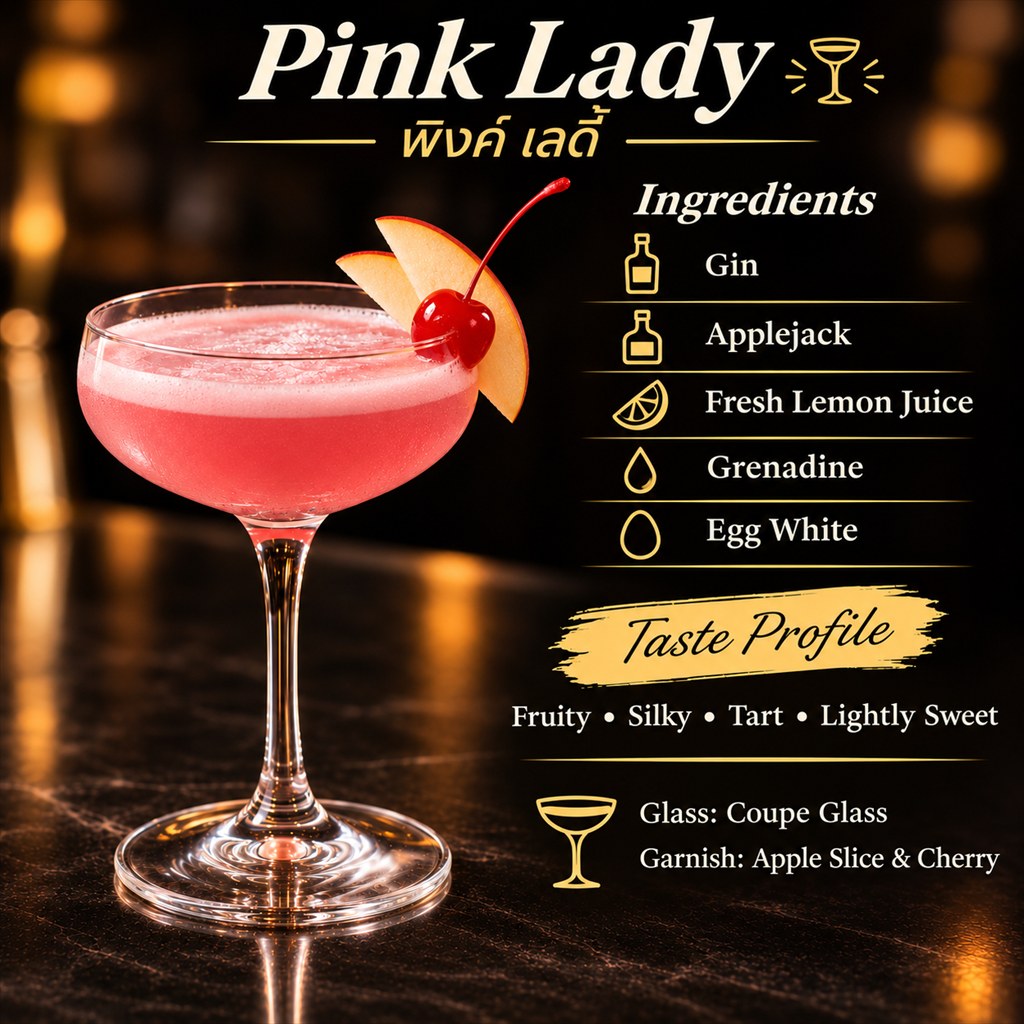 Pink Lady
พิงค์ เลดี้
Ingredients
Gin
Applejack
Fresh Lemon Juice
Grenadine
Egg White
Taste Profile
Fruity • Silky • Tart • Lightly Sweet
Glass: Coupe Glass
Garnish: Apple Slice & Cherry